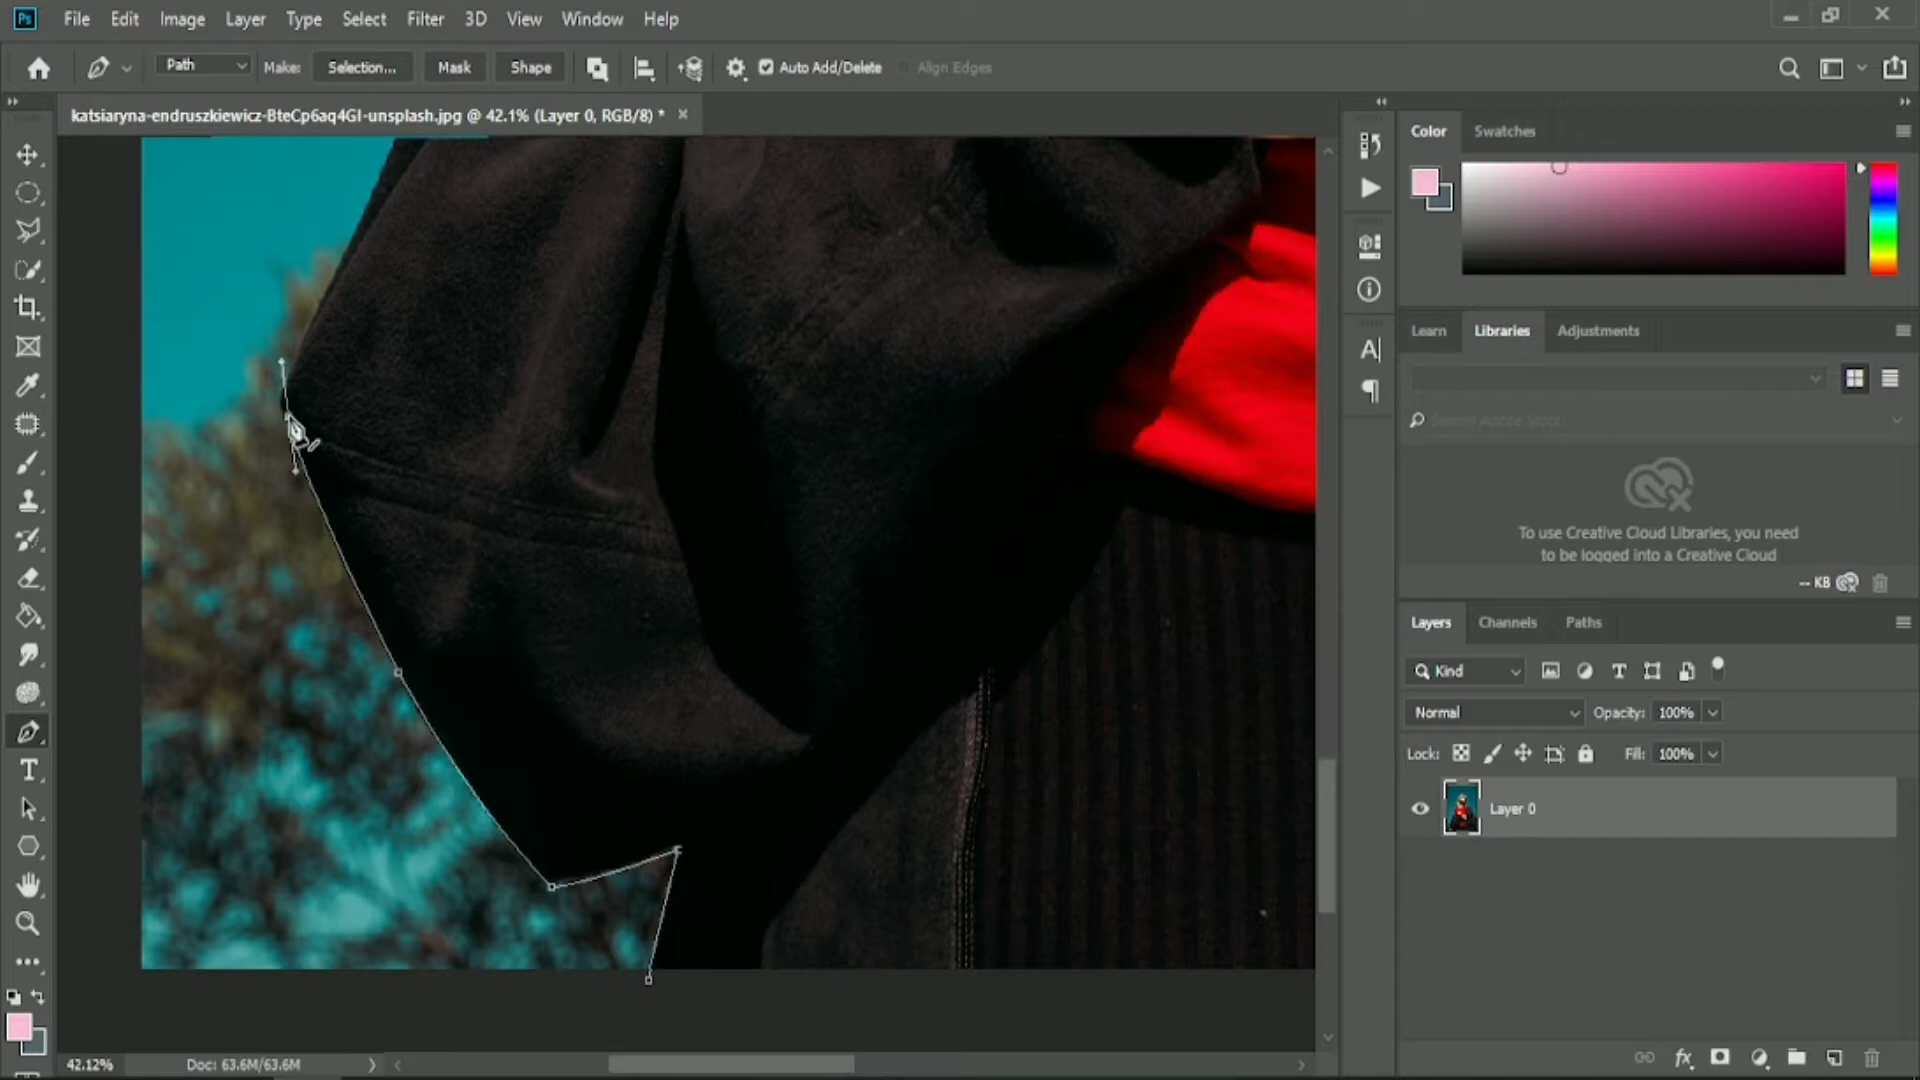 Ps File Edit Image Layer Type Select Filter 3D View Window Help
Path Make: Selection... Mask Shape Auto Add/Delete Align Edges
katsiaryna-endruszkiewicz-BteCp6aq4GI-unsplash.jpg @ 42.1% (Layer 0, RGB/8) *
Color Swatches
Learn Libraries Adjustments
Search Adobe Stock...
To use Creative Cloud Libraries, you need
to be logged into a Creative Cloud
-- KB
Layers Channels Paths
Kind
Normal Opacity: 100%
Lock: Fill: 100%
Layer 0
42.12% Doc: 63.6M/63.6M